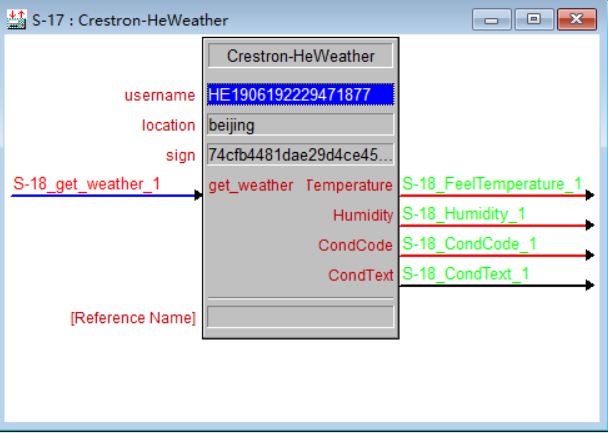 S-17 : Crestron-HeWeather
Crestron-HeWeather
username HE1906192229471877
location beijing
sign 74cfb4481dae29d4ce45...
S-18_get_weather_1 get_weather Temperature S-18_FeelTemperature_1
Humidity S-18_Humidity_1
CondCode S-18_CondCode_1
CondText S-18_CondText_1
[Reference Name]